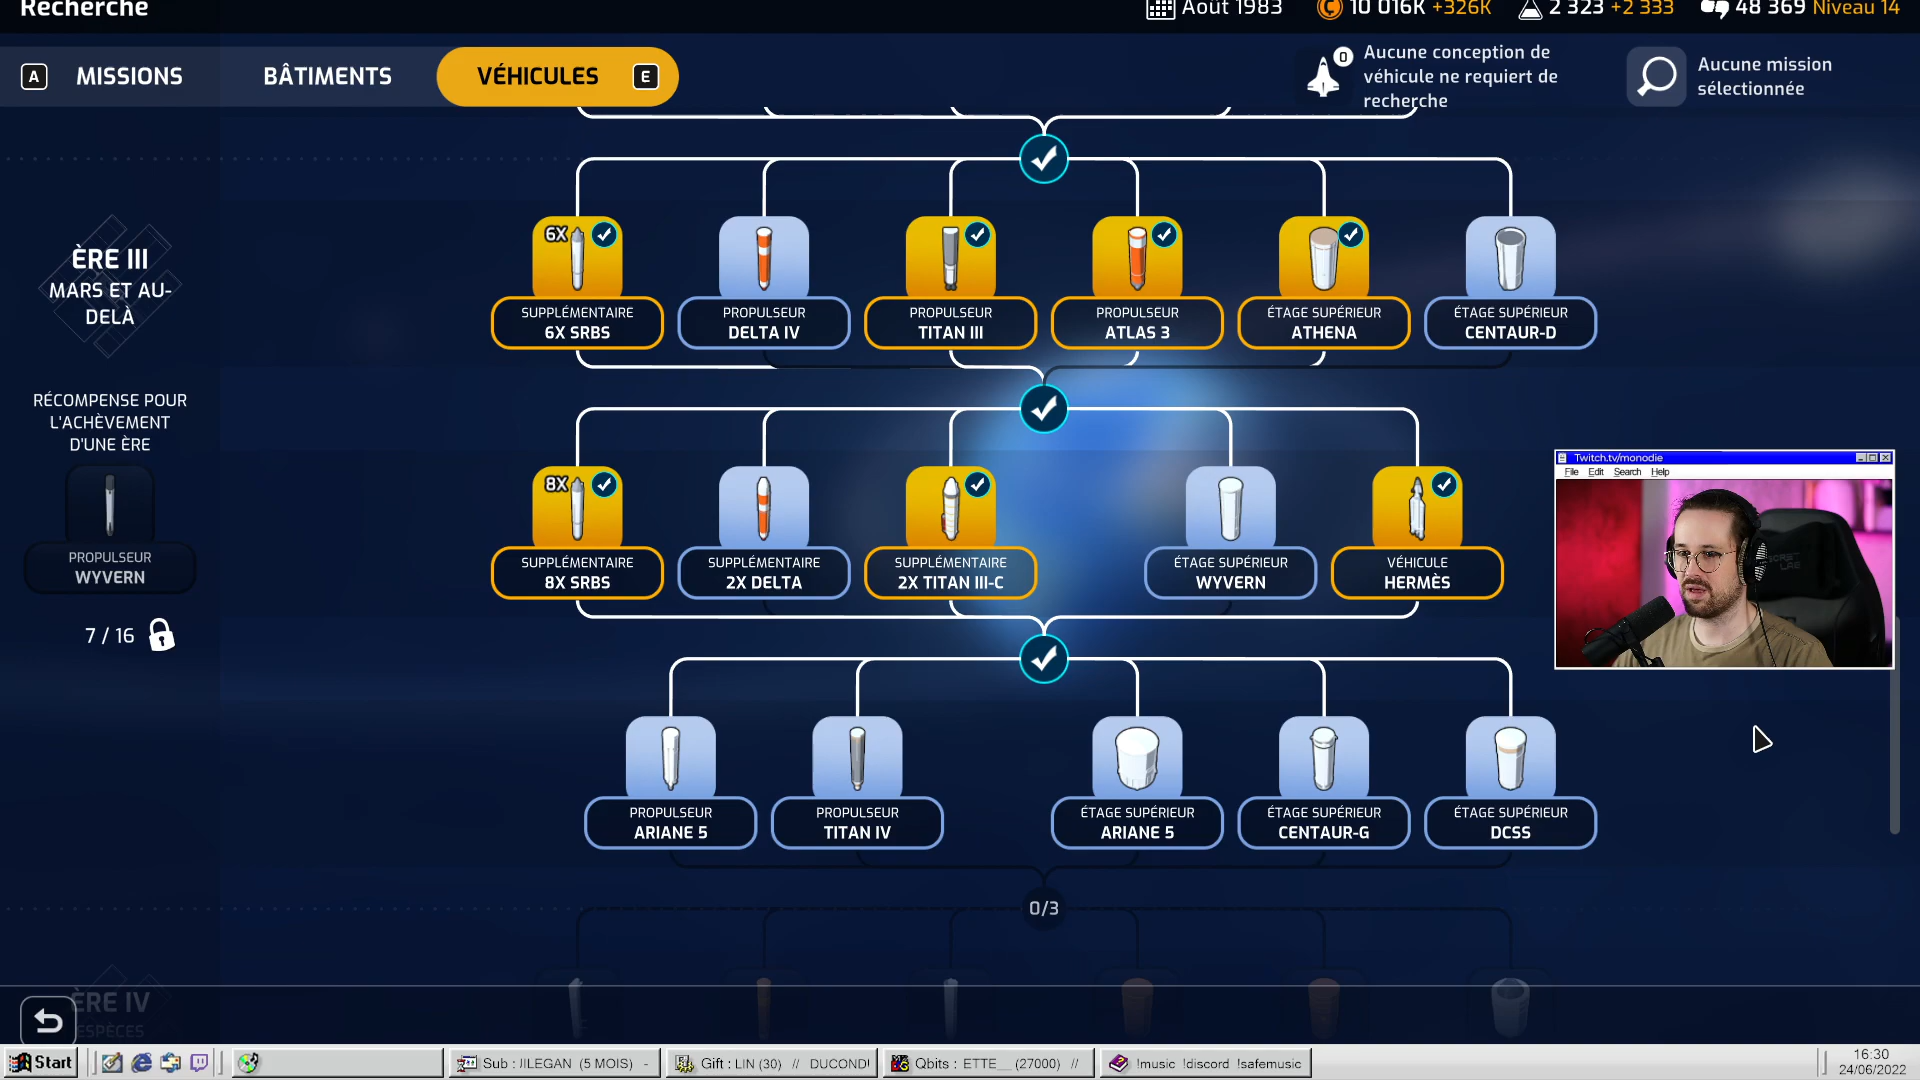 Recherche
Août 1983
10 016K +326K
2 323 +2 333
48 369 Niveau 14
A MISSIONS
BÂTIMENTS
VÉHICULES E
0
Aucune conception de
véhicule ne requiert de
recherche
Aucune mission
sélectionnée
ÈRE III
MARS ET AU-
DELÀ
RÉCOMPENSE POUR
L'ACHÈVEMENT
D'UNE ÈRE
PROPULSEUR
WYVERN
7 / 16
6X
SUPPLÉMENTAIRE
6X SRBS
PROPULSEUR
DELTA IV
PROPULSEUR
TITAN III
PROPULSEUR
ATLAS 3
ÉTAGE SUPÉRIEUR
ATHENA
ÉTAGE SUPÉRIEUR
CENTAUR-D
8X
SUPPLÉMENTAIRE
8X SRBS
SUPPLÉMENTAIRE
2X DELTA
SUPPLÉMENTAIRE
2X TITAN III-C
ÉTAGE SUPÉRIEUR
WYVERN
VÉHICULE
HERMÈS
Twitch.tv/monodie
File Edit Search Help
PROPULSEUR
ARIANE 5
PROPULSEUR
TITAN IV
ÉTAGE SUPÉRIEUR
ARIANE 5
ÉTAGE SUPÉRIEUR
CENTAUR-G
ÉTAGE SUPÉRIEUR
DCSS
0/3
ÈRE IV
ESPÈCES
Start
Sub : JILEGAN (5 MOIS) -
Gift : LIN (30) // DUCOND
Qbits : ETTE__ (27000) //
!music !discord !safemusic
16:30
24/06/2022